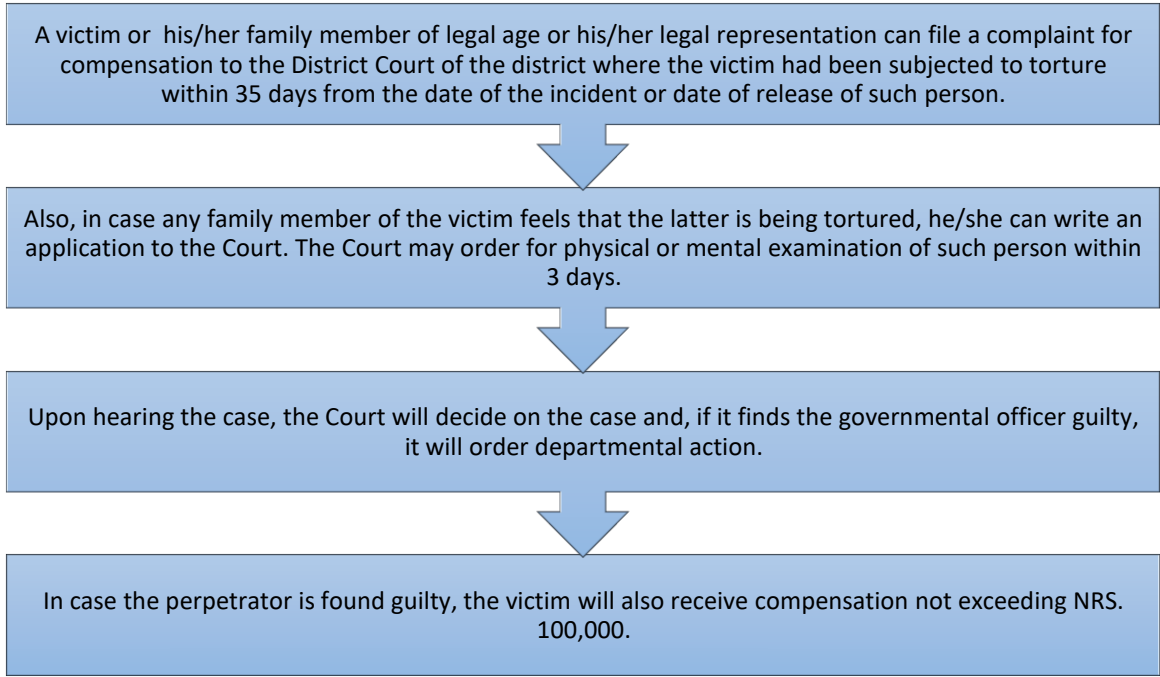 A victim or his/her family member of legal age or his/her legal representation can file a complaint for
compensation to the District Court of the district where the victim had been subjected to torture
within 35 days from the date of the incident or date of release of such person.
Also, in case any family member of the victim feels that the latter is being tortured, he/she can write an
application to the Court. The Court may order for physical or mental examination of such person within
3 days.
Upon hearing the case, the Court will decide on the case and, if it finds the governmental officer guilty,
it will order departmental action.
In case the perpetrator is found guilty, the victim will also receive compensation not exceeding NRS.
100,000.